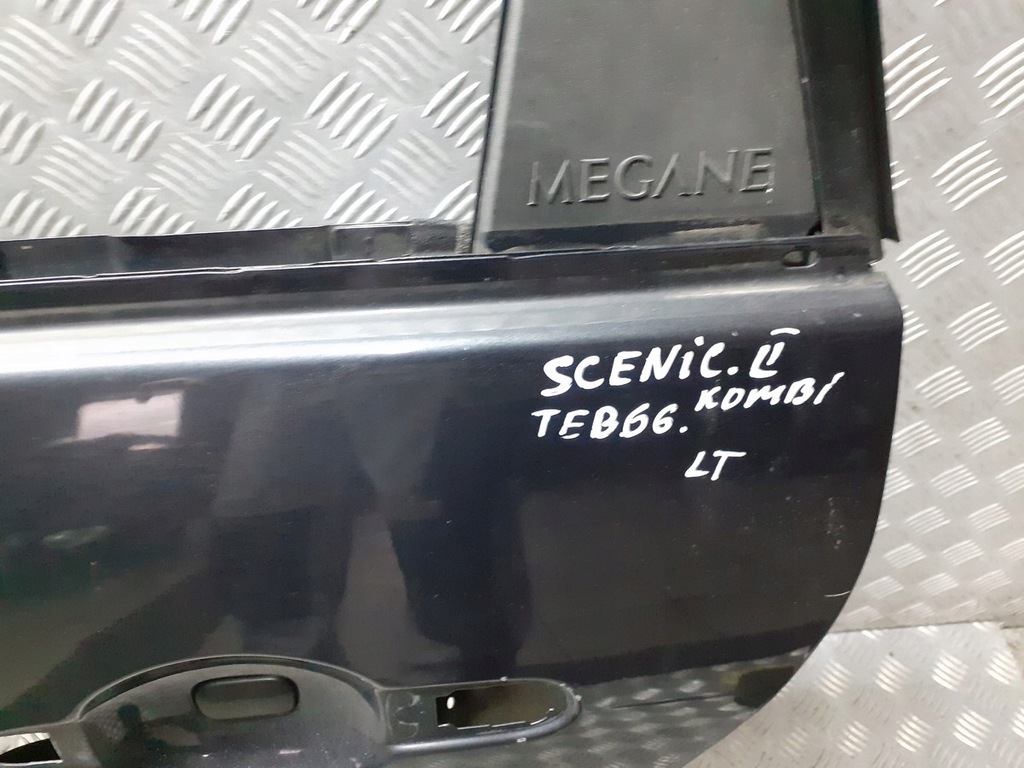 MEGANE
SCENiC. II
TEB66. KOMBi
LT